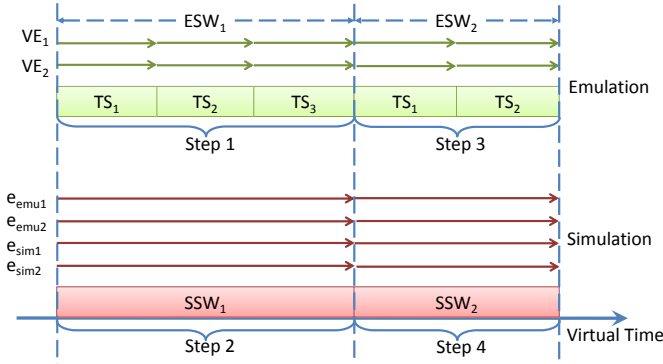 ESW₁ ESW₂
VE₁
VE₂
Emulation
TS₁ TS₂ TS₃ TS₁ TS₂
Step 1 Step 3
eₑₘᵤ₁
eₑₘᵤ₂
eₛᵢₘ₁
eₛᵢₘ₂
Simulation
SSW₁ SSW₂
Virtual Time
Step 2 Step 4